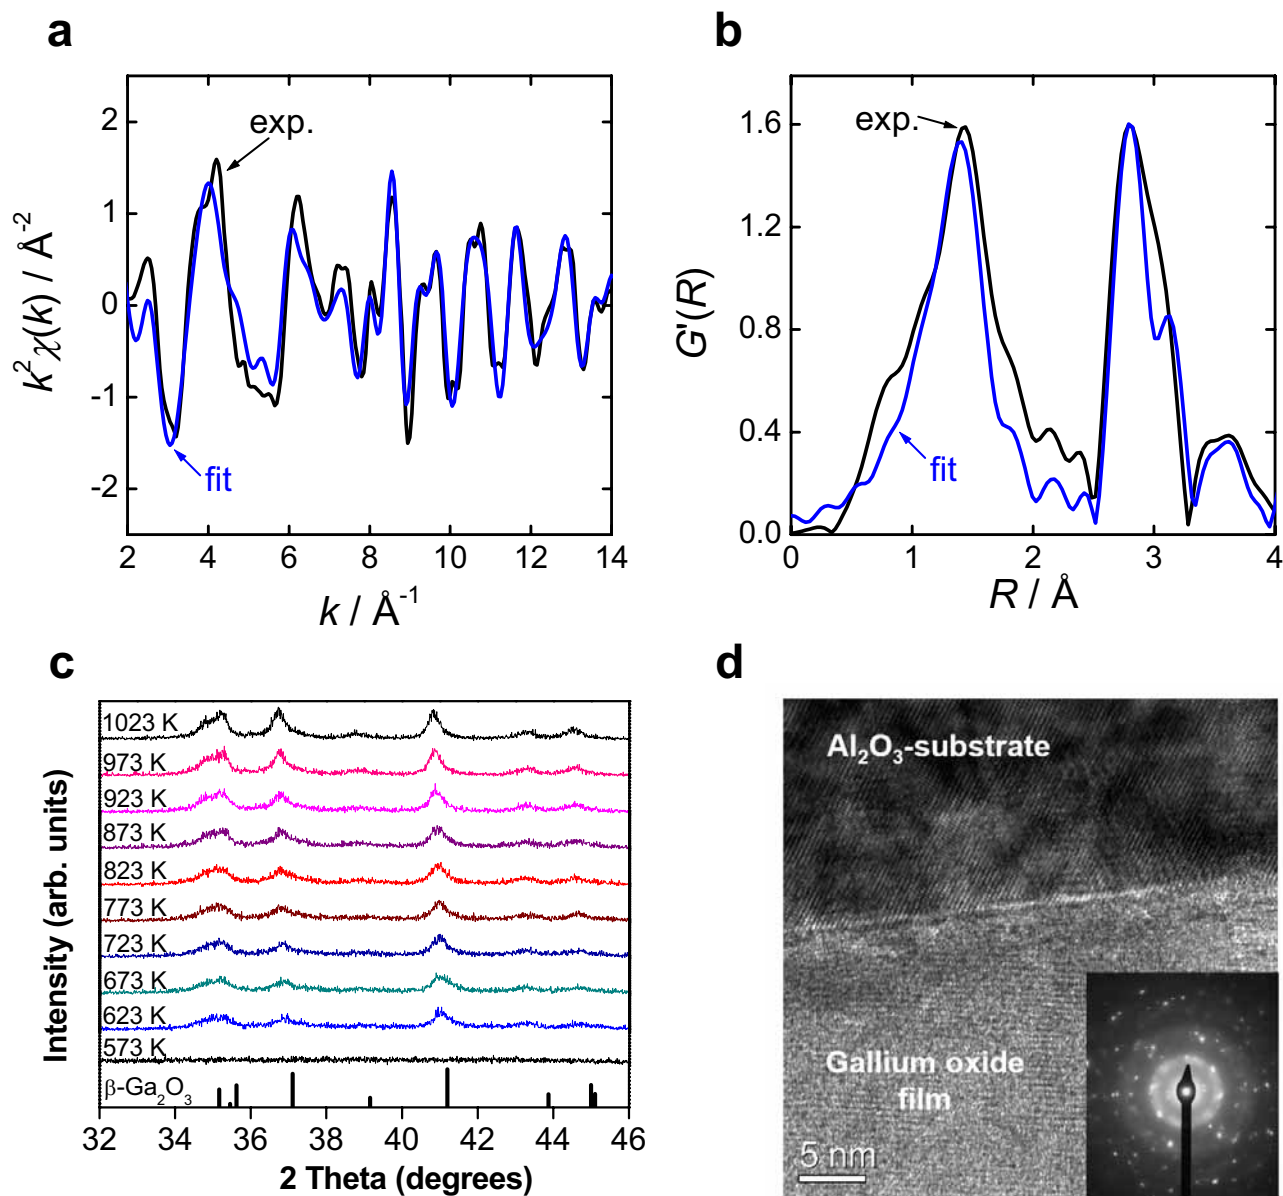 a
2
1
0
-1
-2
k² χ(k) / Å⁻²
exp.
fit
2 4 6 8 10 12 14
k / Å⁻¹
b
1.6
1.2
0.8
0.4
0.0
G'(R)
exp.
fit
0 1 2 3 4
R / Å
c
Intensity (arb. units)
1023 K
973 K
923 K
873 K
823 K
773 K
723 K
673 K
623 K
573 K
β-Ga₂O₃
32 34 36 38 40 42 44 46
2 Theta (degrees)
d
Al₂O₃-substrate
Gallium oxide
film
5 nm